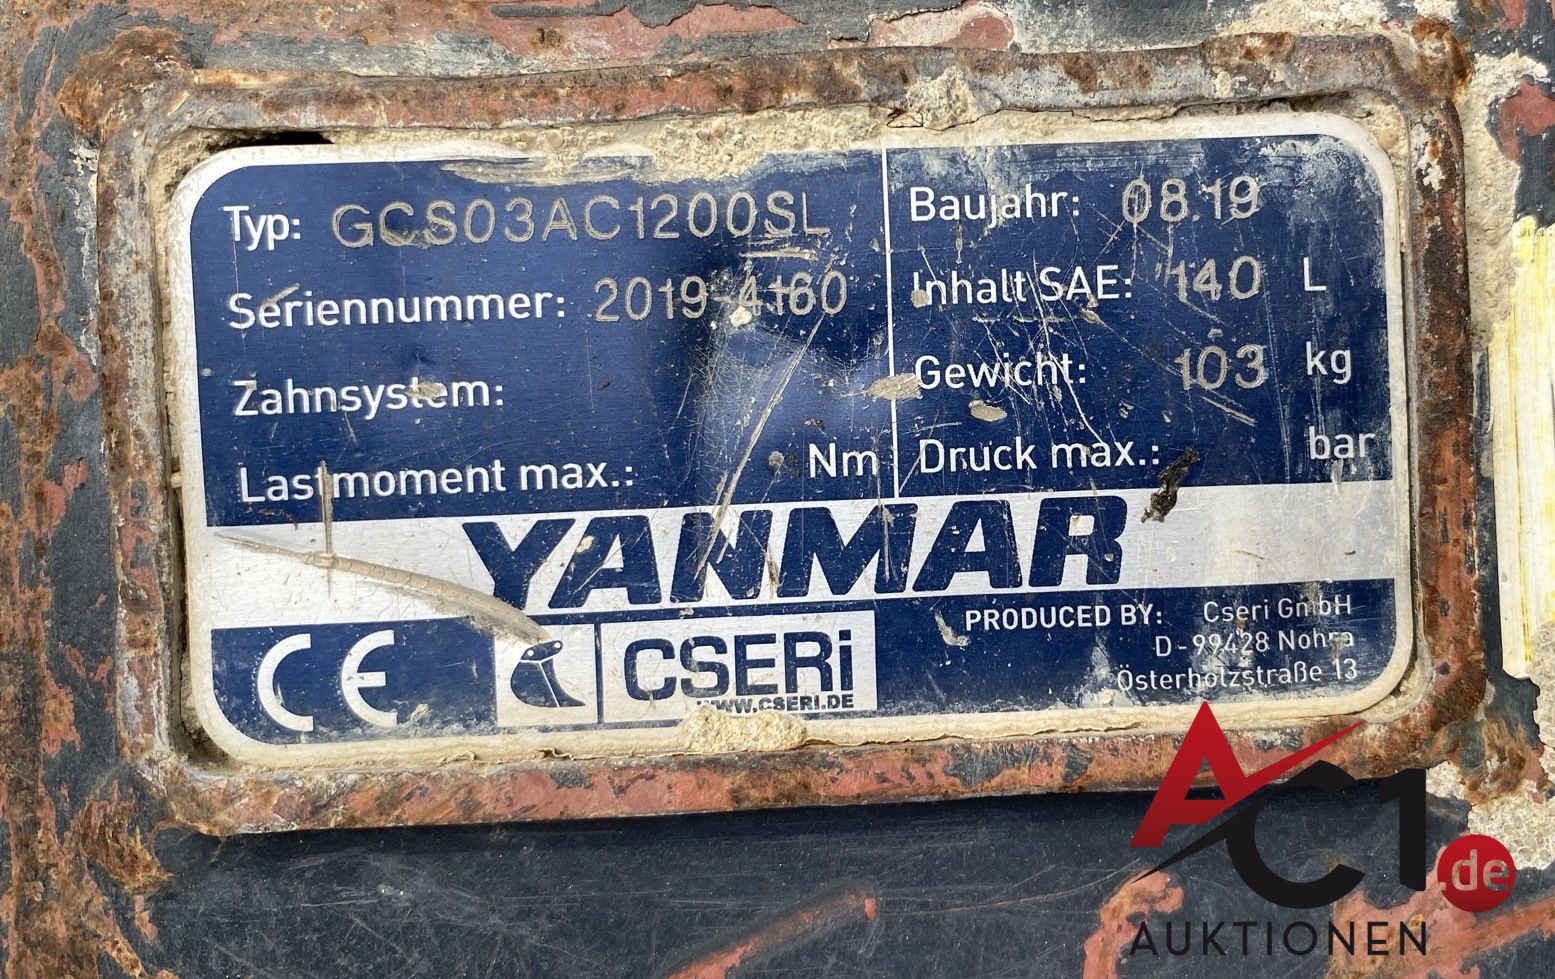 Typ: GCS03AC1200SL
Seriennummer: 2019-4160
Zahnsystem:
Lastmoment max.: Nm
Baujahr: 08.19
Inhalt SAE: 140 L
Gewicht: 103 kg
Druck max.: bar
YANMAR
CE
CSERi
WWW.CSERI.DE
PRODUCED BY: Cseri GmbH
D-99428 Nohra
Österholzstraße 13
AC1.de
AUKTIONEN